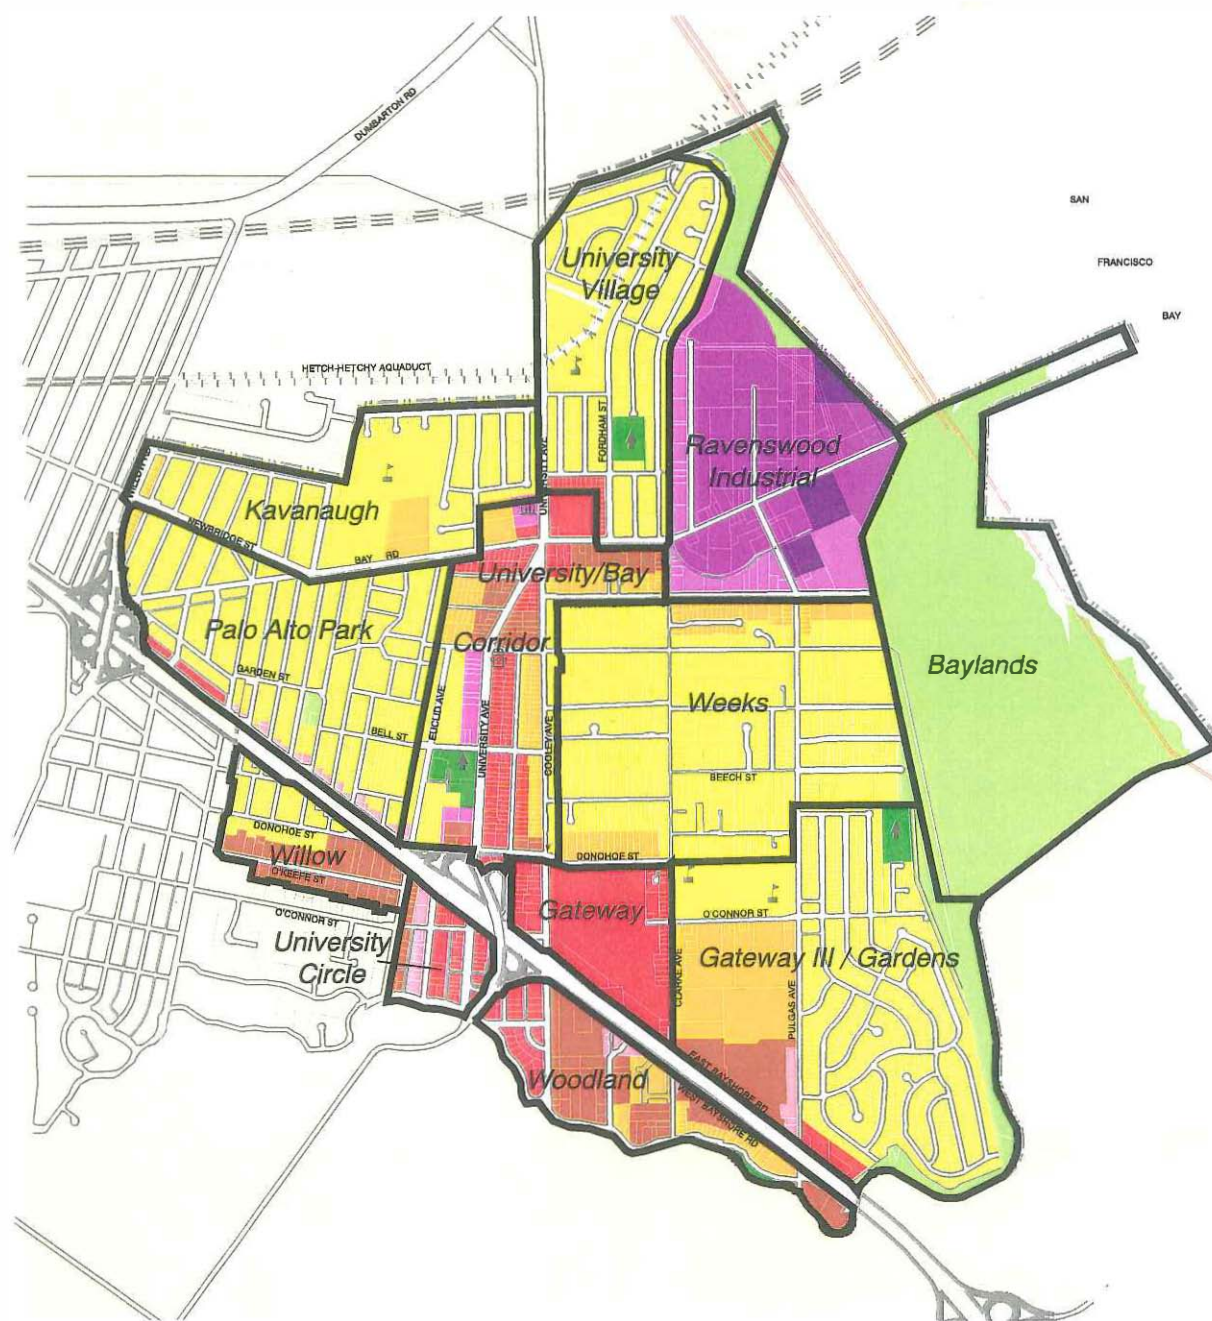 DUMBARTON RD
SAN
FRANCISCO
BAY
University
Village
HETCH-HETCHY AQUADUCT
FORDHAM ST
UNIVERSITY AVE
Ravenswood
Industrial
Kavanaugh
NEWBRIDGE ST
BAY RD
University/Bay
Corridor
Palo Alto Park
GARDEN ST
BELL ST
EUCLID AVE
UNIVERSITY AVE
COOLEY AVE
Weeks
BEECH ST
Baylands
DONOHOE ST
Willow
O'KEEFE ST
O'CONNOR ST
DONOHOE ST
Gateway
O'CONNOR ST
University
Circle
Gateway III / Gardens
CLARKE AVE
PULGAS AVE
Woodland
EAST BAYSHORE RD
WEST BAYSHORE RD